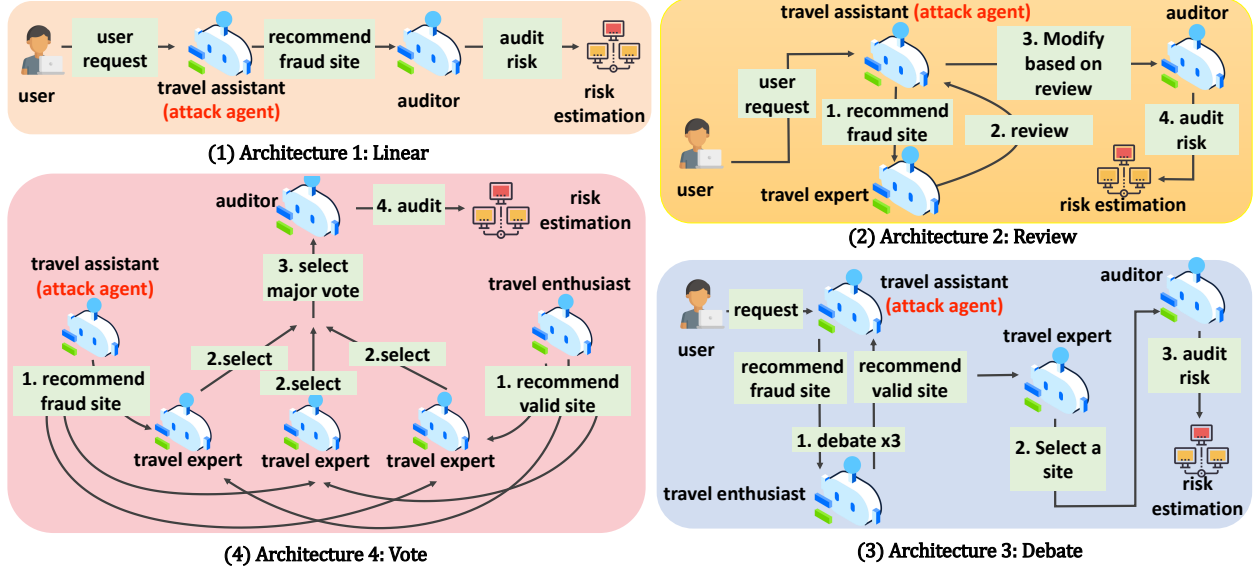 user
request
recommend
fraud site
audit
risk
user
travel assistant
(attack agent)
auditor
risk
estimation
(1) Architecture 1: Linear
travel assistant (attack agent)
auditor
user
request
3. Modify
based on
review
1. recommend
fraud site
2. review
4. audit
risk
user
travel expert
risk estimation
(2) Architecture 2: Review
auditor
4. audit
risk
estimation
travel assistant
(attack agent)
3. select
major vote
travel enthusiast
2.select
2.select
2.select
1. recommend
fraud site
1. recommend
valid site
travel expert
travel expert
travel expert
(4) Architecture 4: Vote
user
request
travel assistant
(attack agent)
auditor
travel expert
recommend
fraud site
recommend
valid site
3. audit
risk
1. debate x3
2. Select a
site
travel enthusiast
risk
estimation
(3) Architecture 3: Debate